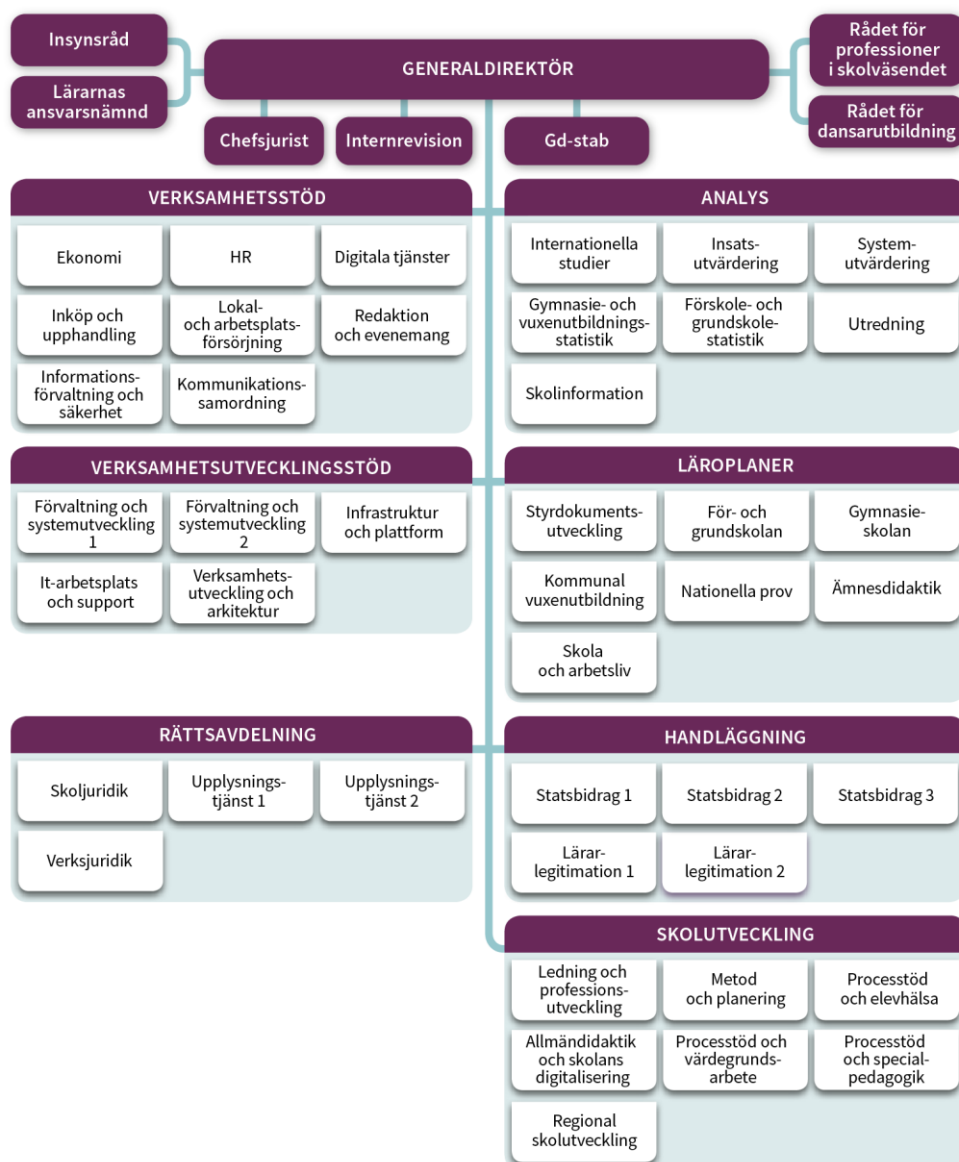 Insynsråd
Lärarnas
ansvarsnämnd
GENERALDIREKTÖR
Rådet för
professioner
i skolväsendet
Rådet för
dansarutbildning
Chefsjurist
Internrevision
Gd-stab
VERKSAMHETSSTÖD
Ekonomi
HR
Digitala tjänster
Inköp och
upphandling
Lokal-
och arbetsplats-
försörjning
Redaktion
och evenemang
Informations-
förvaltning och
säkerhet
Kommunikations-
samordning
ANALYS
Internationella
studier
Insats-
utvärdering
System-
utvärdering
Gymnasie- och
vuxenutbildnings-
statistik
Förskole- och
grundskole-
statistik
Utredning
Skolinformation
VERKSAMHETSUTVECKLINGSSTÖD
Förvaltning och
systemutveckling
1
Förvaltning och
systemutveckling
2
Infrastruktur
och plattform
It-arbetsplats
och support
Verksamhets-
utveckling och
arkitektur
LÄROPLANER
Styrdokuments-
utveckling
För- och
grundskolan
Gymnasie-
skolan
Kommunal
vuxenutbildning
Nationella prov
Ämnesdidaktik
Skola
och arbetsliv
RÄTTSAVDELNING
Skoljuridik
Upplysnings-
tjänst 1
Upplysnings-
tjänst 2
Verksjuridik
HANDLÄGGNING
Statsbidrag 1
Statsbidrag 2
Statsbidrag 3
Lärar-
legitimation 1
Lärar-
legitimation 2
SKOLUTVECKLING
Ledning och
professions-
utveckling
Metod
och planering
Processtöd
och elevhälsa
Allmändidaktik
och skolans
digitalisering
Processtöd och
värdegrunds-
arbete
Processtöd
och special-
pedagogik
Regional
skolutveckling